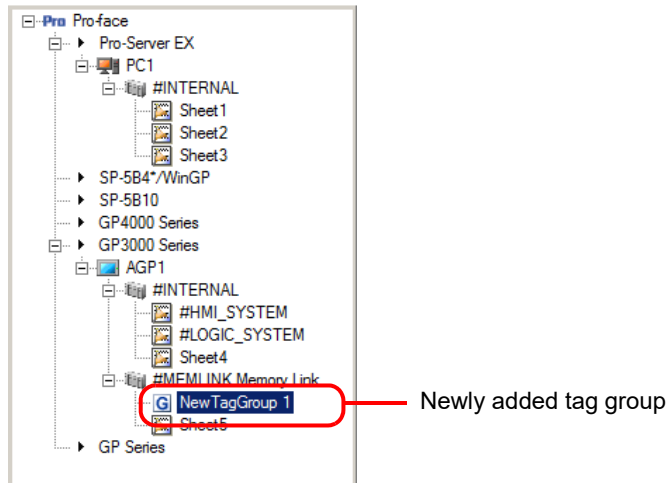 Pro Pro-face
Pro-Server EX
PC1
#INTERNAL
Sheet1
Sheet2
Sheet3
SP-5B4*/WinGP
SP-5B10
GP4000 Series
GP3000 Series
AGP1
#INTERNAL
#HMI_SYSTEM
#LOGIC_SYSTEM
Sheet4
#MEMLINK Memory Link
G NewTagGroup 1 Newly added tag group
Sheet5
GP Series